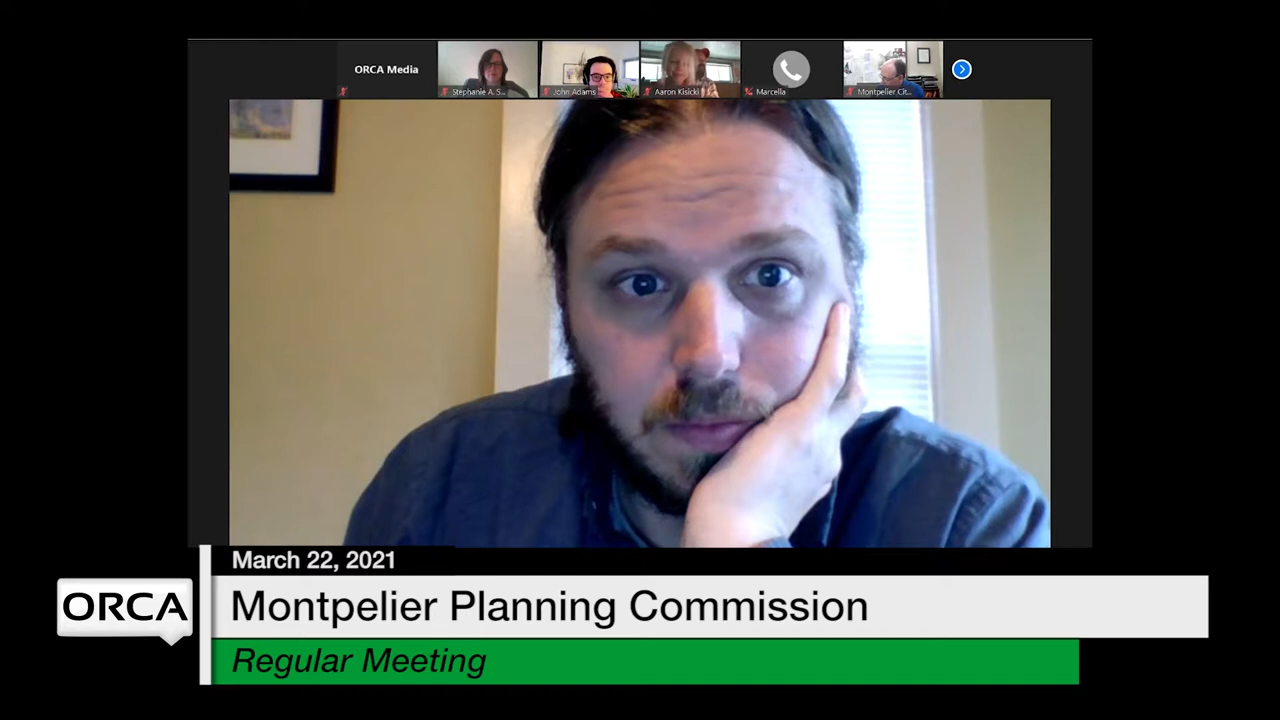 ORCA Media
Stephanie A. S...
John Adams
Aaron Kisicki
Marcella
Montpelier Cit...
March 22, 2021
ORCA
Montpelier Planning Commission
Regular Meeting